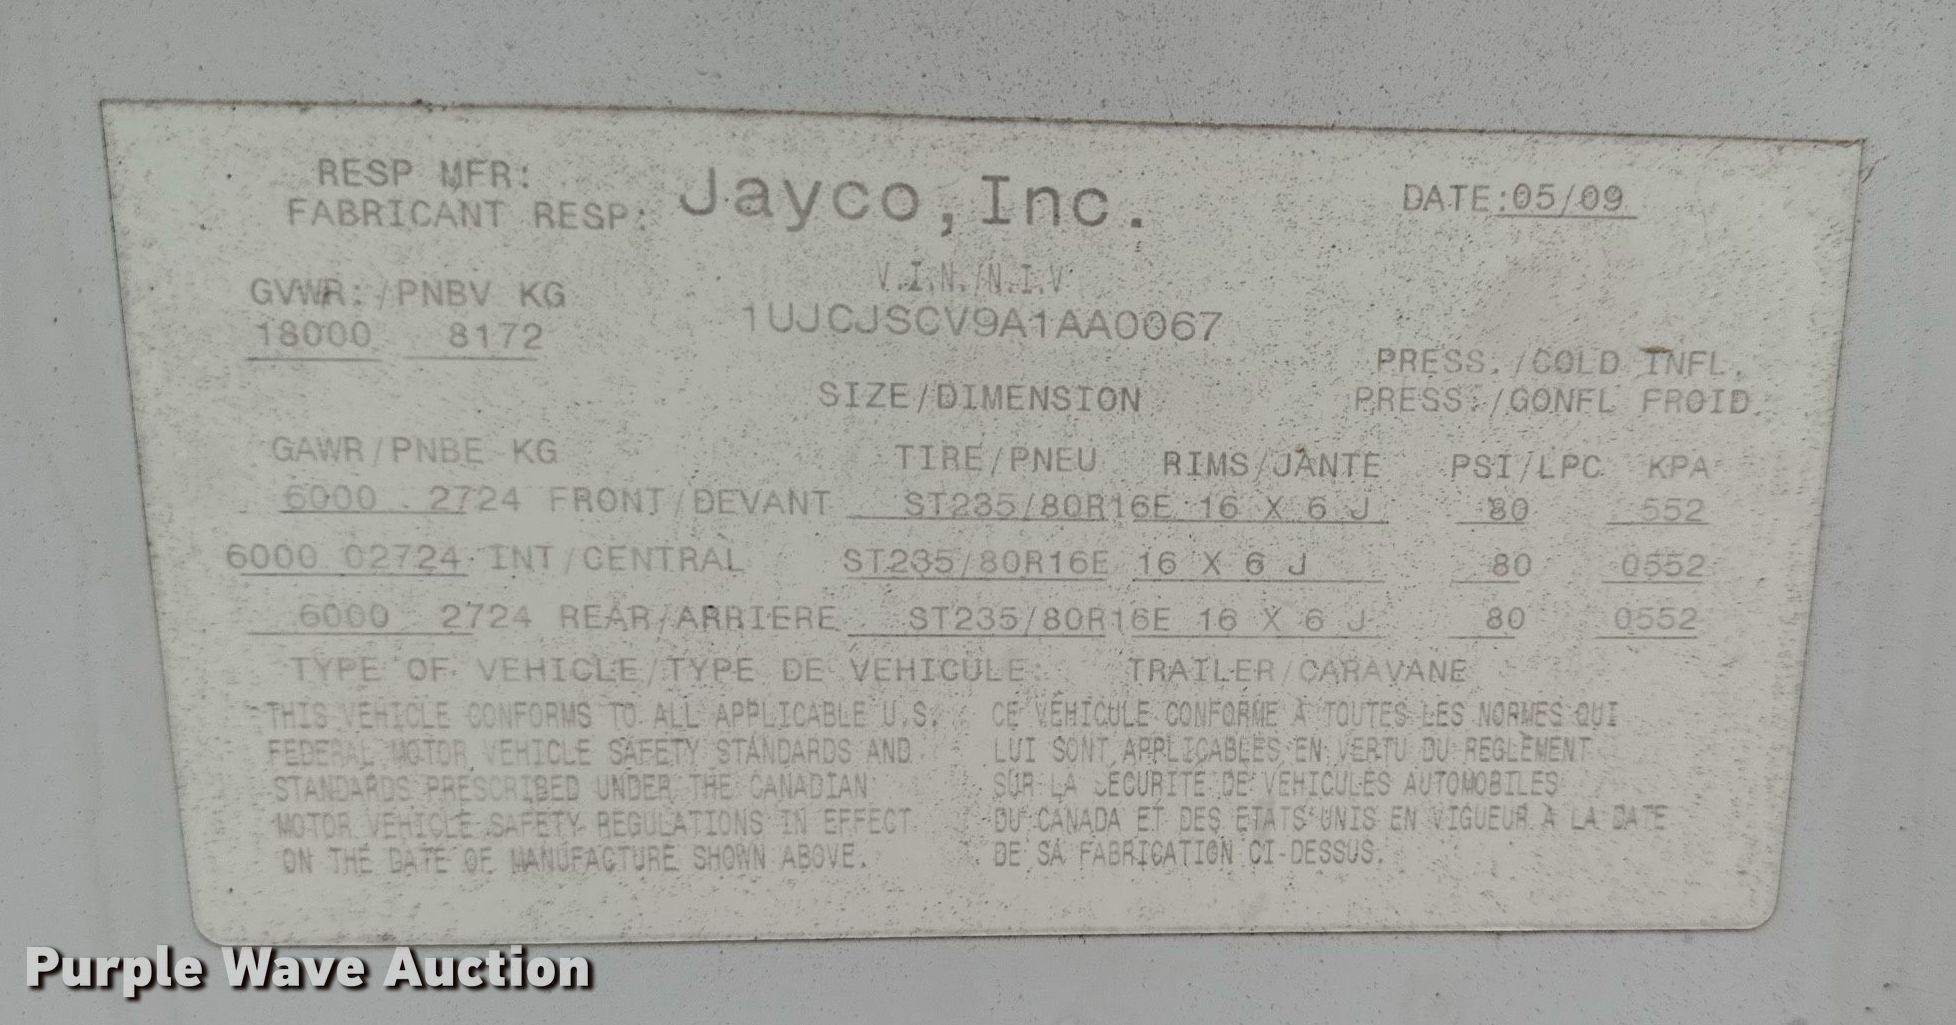 RESP MFR:
FABRICANT RESP: Jayco,Inc. DATE:05/09
V.I.N./N.I.V
GVWR:/PNBV KG
18000 8172 1UJCJSCV9A1AA0067
PRESS./COLD INFL.
SIZE/DIMENSION PRESS./GONFL FROID.
GAWR/PNBE KG TIRE/PNEU RIMS/JANTE PSI/LPC KPA
6000 2724 FRONT/DEVANT ST235/80R16E 16 X 6 J 80 552
6000 02724 INT/CENTRAL ST235/80R16E 16 X 6 J 80 0552
6000 2724 REAR/ARRIERE ST235/80R16E 16 X 6 J 80 0552
TYPE OF VEHICLE/TYPE DE VEHICULE: TRAILER/CARAVANE
THIS VEHICLE CONFORMS TO ALL APPLICABLE U.S.
FEDERAL MOTOR VEHICLE SAFETY STANDARDS AND
STANDARDS PRESCRIBED UNDER THE CANADIAN
MOTOR VEHICLE SAFETY REGULATIONS IN EFFECT
ON THE DATE OF MANUFACTURE SHOWN ABOVE.
CE VÉHICULE CONFORME A TOUTES LES NORMES QUI
LUI SONT APPLICABLES EN VERTU DU REGLEMENT
SUR LA SECURITÉ DE VEHICULES AUTOMOBILES
DU CANADA ET DES ETATS UNIS EN VIGUEUR A LA DATE
DE SA FABRICATION CI-DESSUS.
Purple Wave Auction